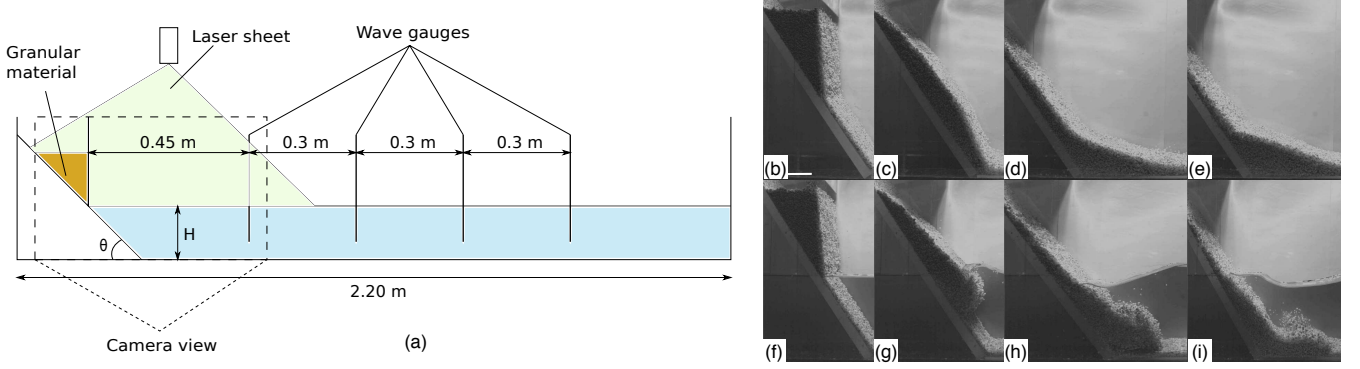 Granular
material
Laser sheet
Wave gauges
0.45 m
0.3 m
0.3 m
0.3 m
θ
H
2.20 m
Camera view
(a)
(b)
(c)
(d)
(e)
(f)
(g)
(h)
(i)